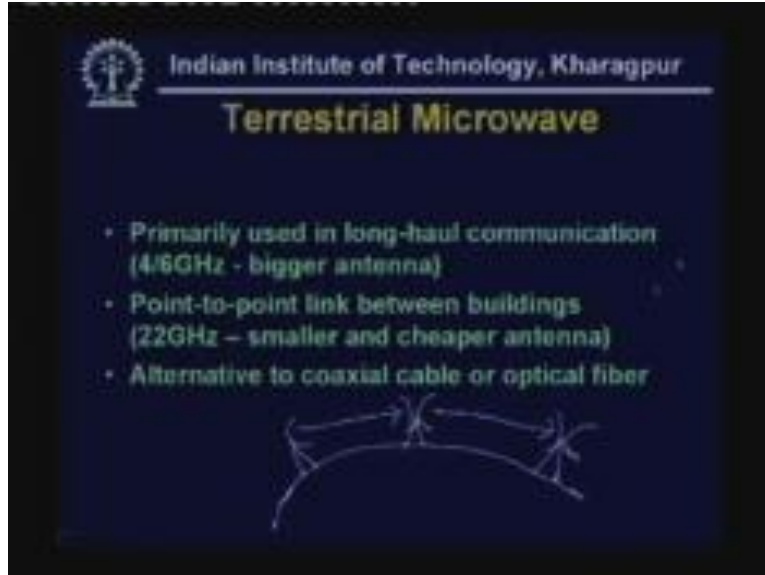 Indian Institute of Technology, Kharagpur
Terrestrial Microwave
• Primarily used in long-haul communication
(4/6GHz - bigger antenna)
• Point-to-point link between buildings
(22GHz – smaller and cheaper antenna)
• Alternative to coaxial cable or optical fiber